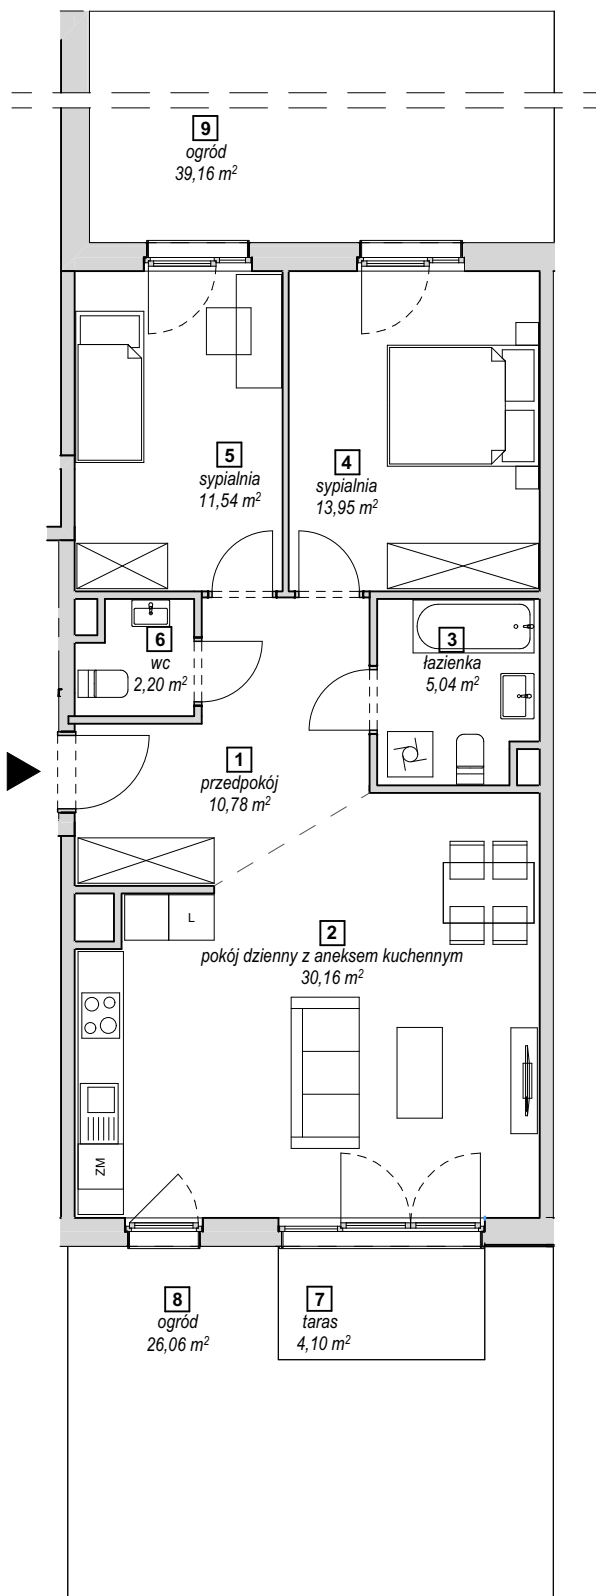 9
ogród
39,16 m²
5
sypialnia
11,54 m²
4
sypialnia
13,95 m²
6
wc
2,20 m²
3
łazienka
5,04 m²
1
przedpokój
10,78 m²
L
2
pokój dzienny z aneksem kuchennym
30,16 m²
ZM
8
ogród
26,06 m²
7
taras
4,10 m²